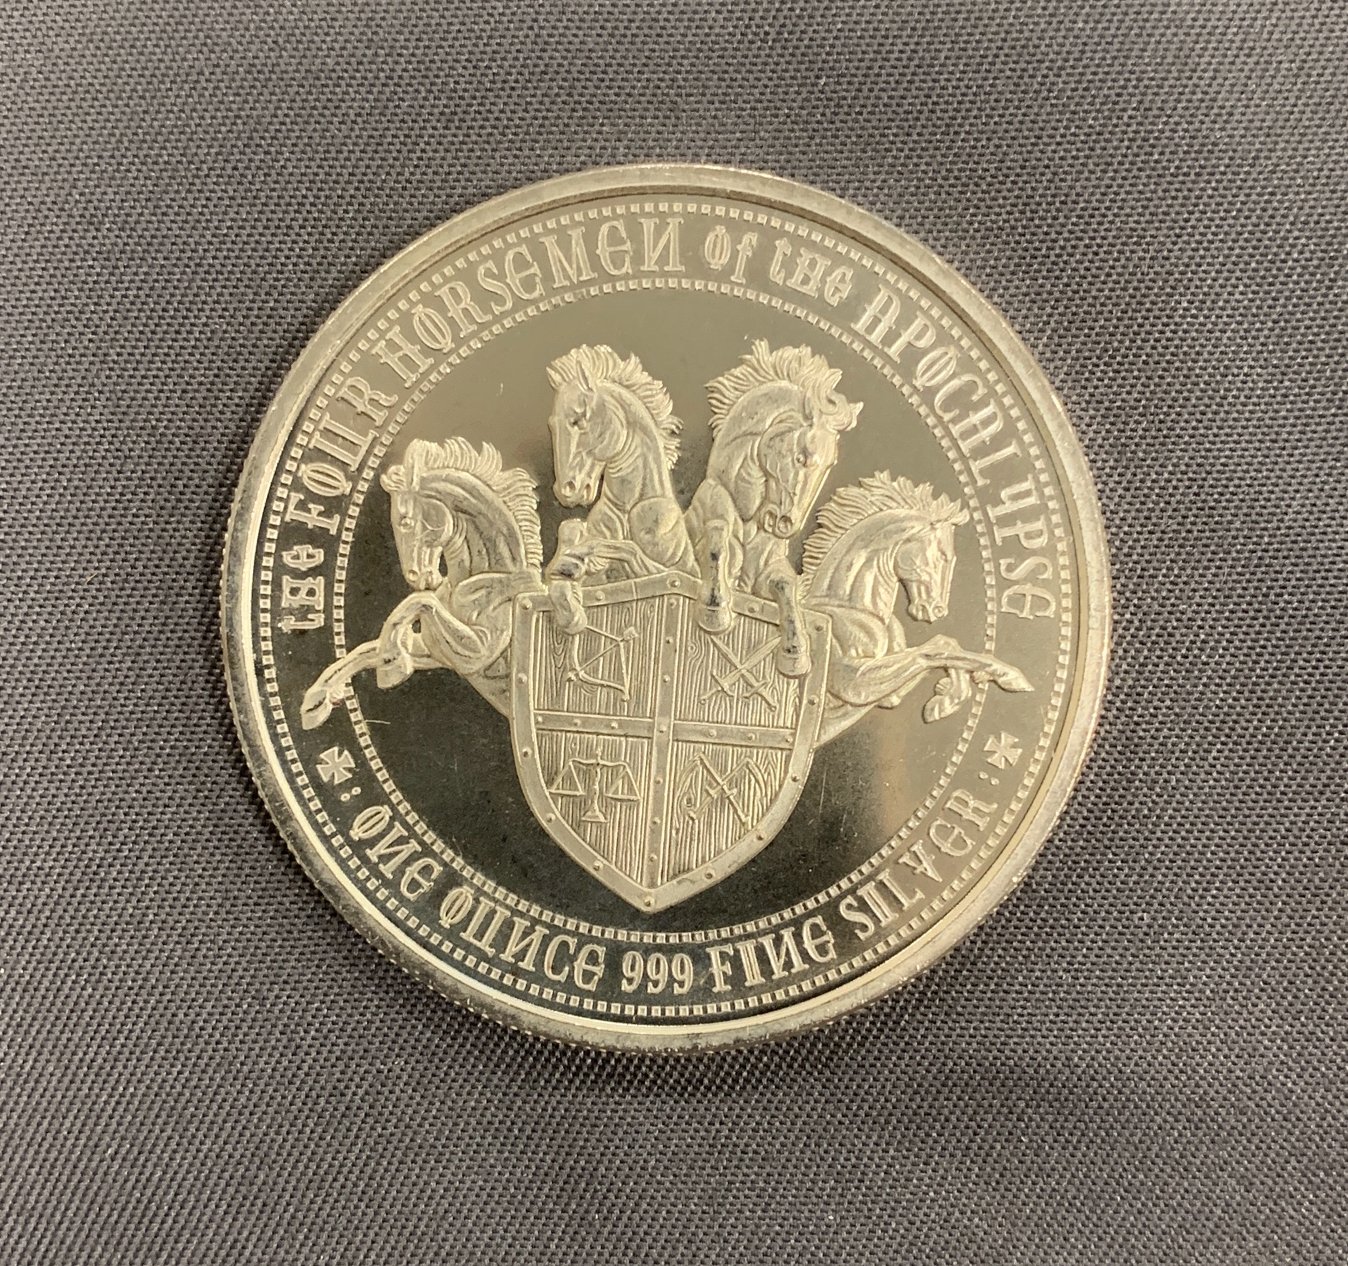 the FOUR HORSEMEN Of the APOCALYPSE
: ONE OUNCE 999 FINE SILVER :